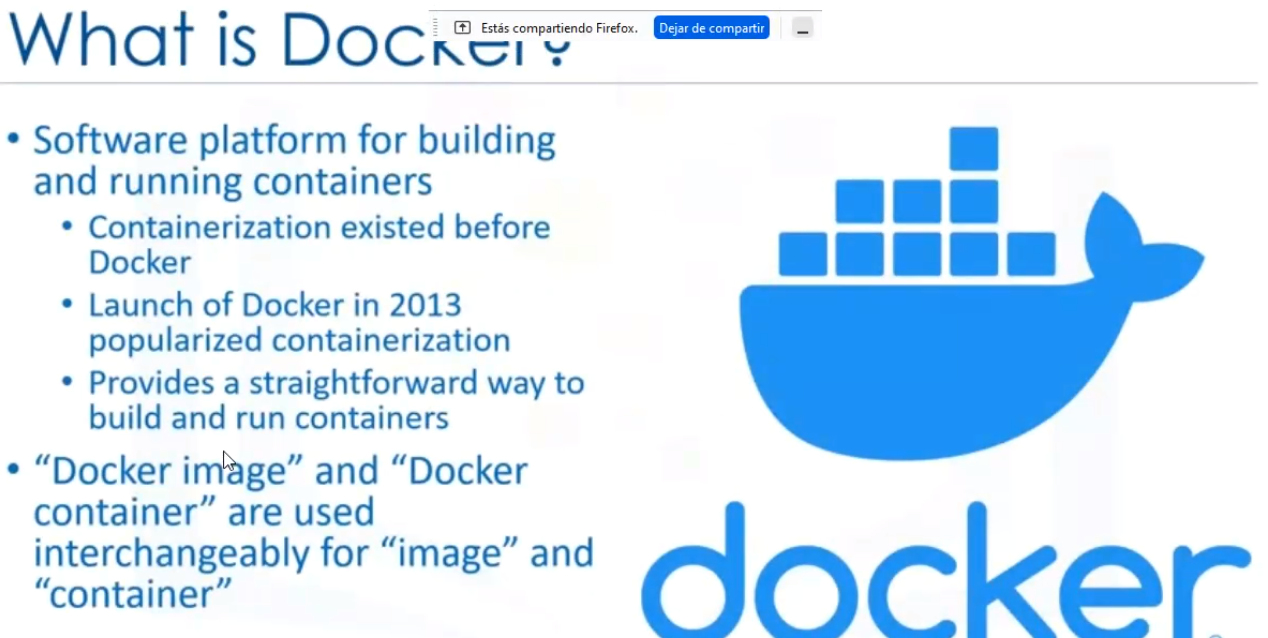 What is Docker?
Estás compartiendo Firefox.
Dejar de compartir
• Software platform for building
and running containers
• Containerization existed before
Docker
• Launch of Docker in 2013
popularized containerization
• Provides a straightforward way to
build and run containers
• “Docker image” and “Docker
container” are used
interchangeably for “image” and
“container”
docker